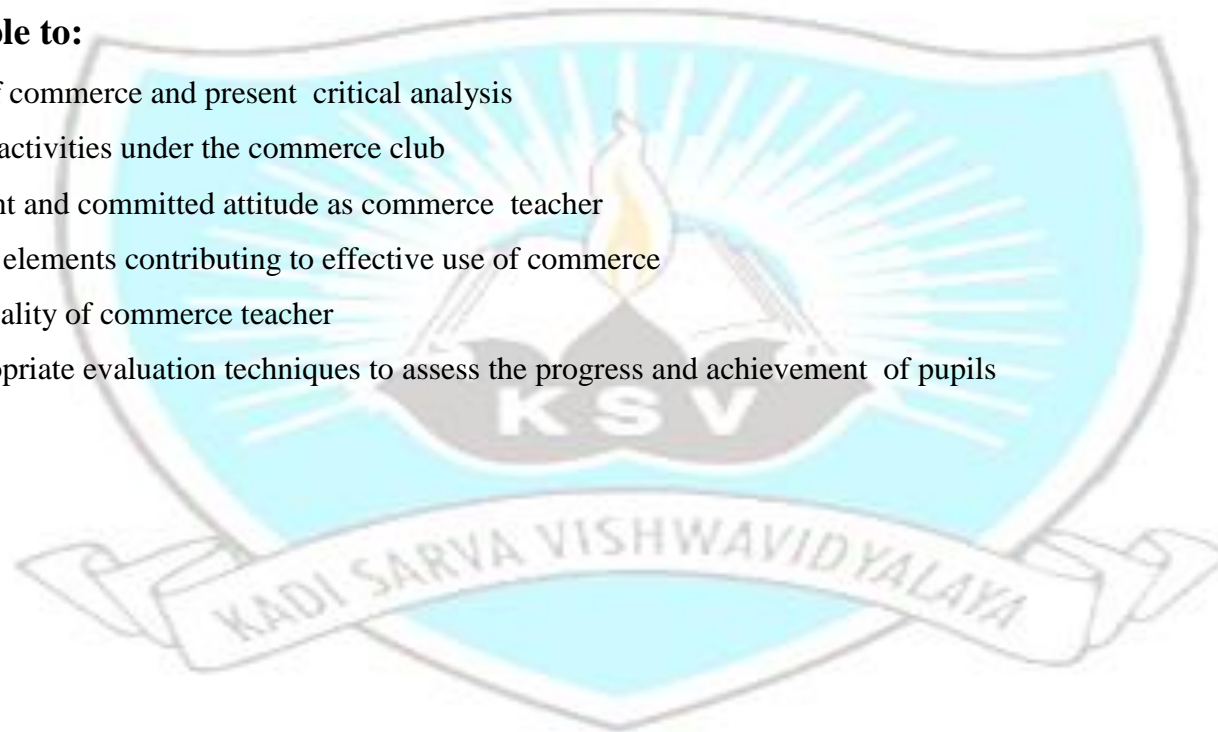 ble to:
f commerce and present critical analysis
activities under the commerce club
nt and committed attitude as commerce teacher
elements contributing to effective use of commerce
ality of commerce teacher
opriate evaluation techniques to assess the progress and achievement of pupils
KSV
KADI SARVA VISHWAVIDYALAYA